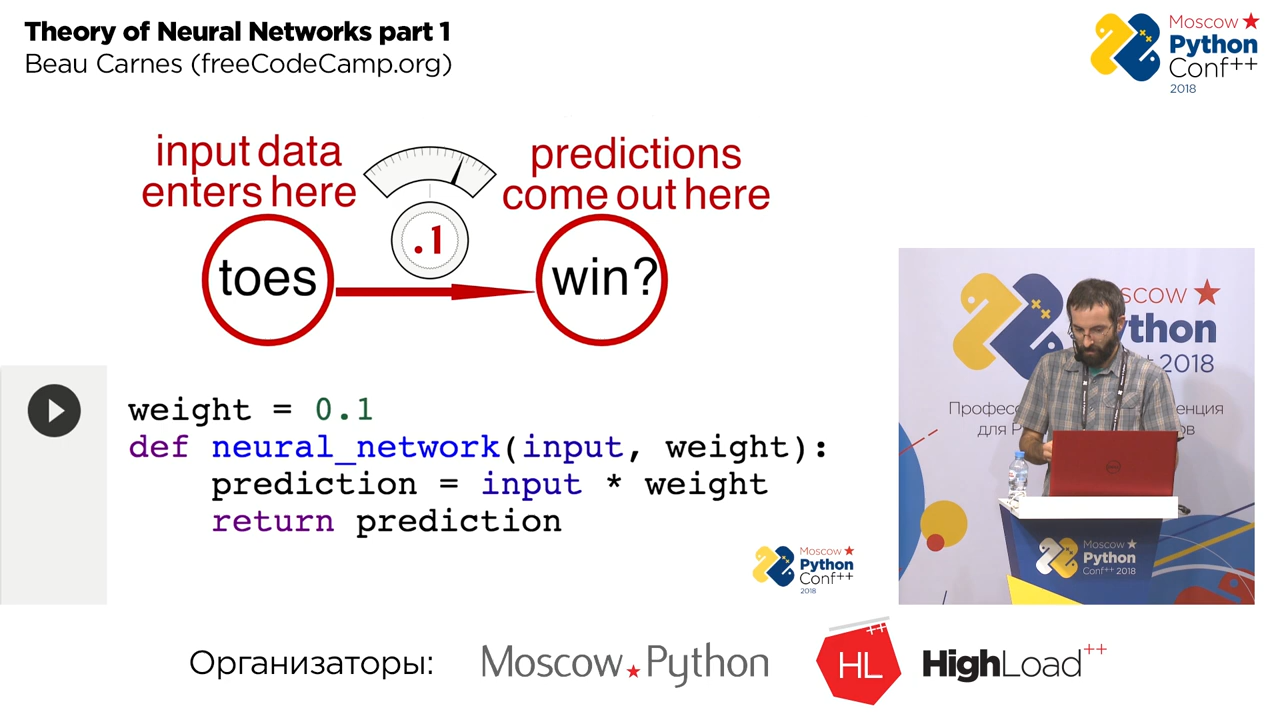 Theory of Neural Networks part 1
Beau Carnes (freeCodeCamp.org)
Moscow
Python
Conf++
2018
input data
enters here
predictions
come out here
.1
toes
win?
weight = 0.1
def neural_network(input, weight):
    prediction = input * weight
    return prediction
Moscow
Python
Conf++
2018
scow
ython
2018
Moscow
Python
Conf++ 2018
Организаторы:
Moscow Python
HL++
HighLoad++